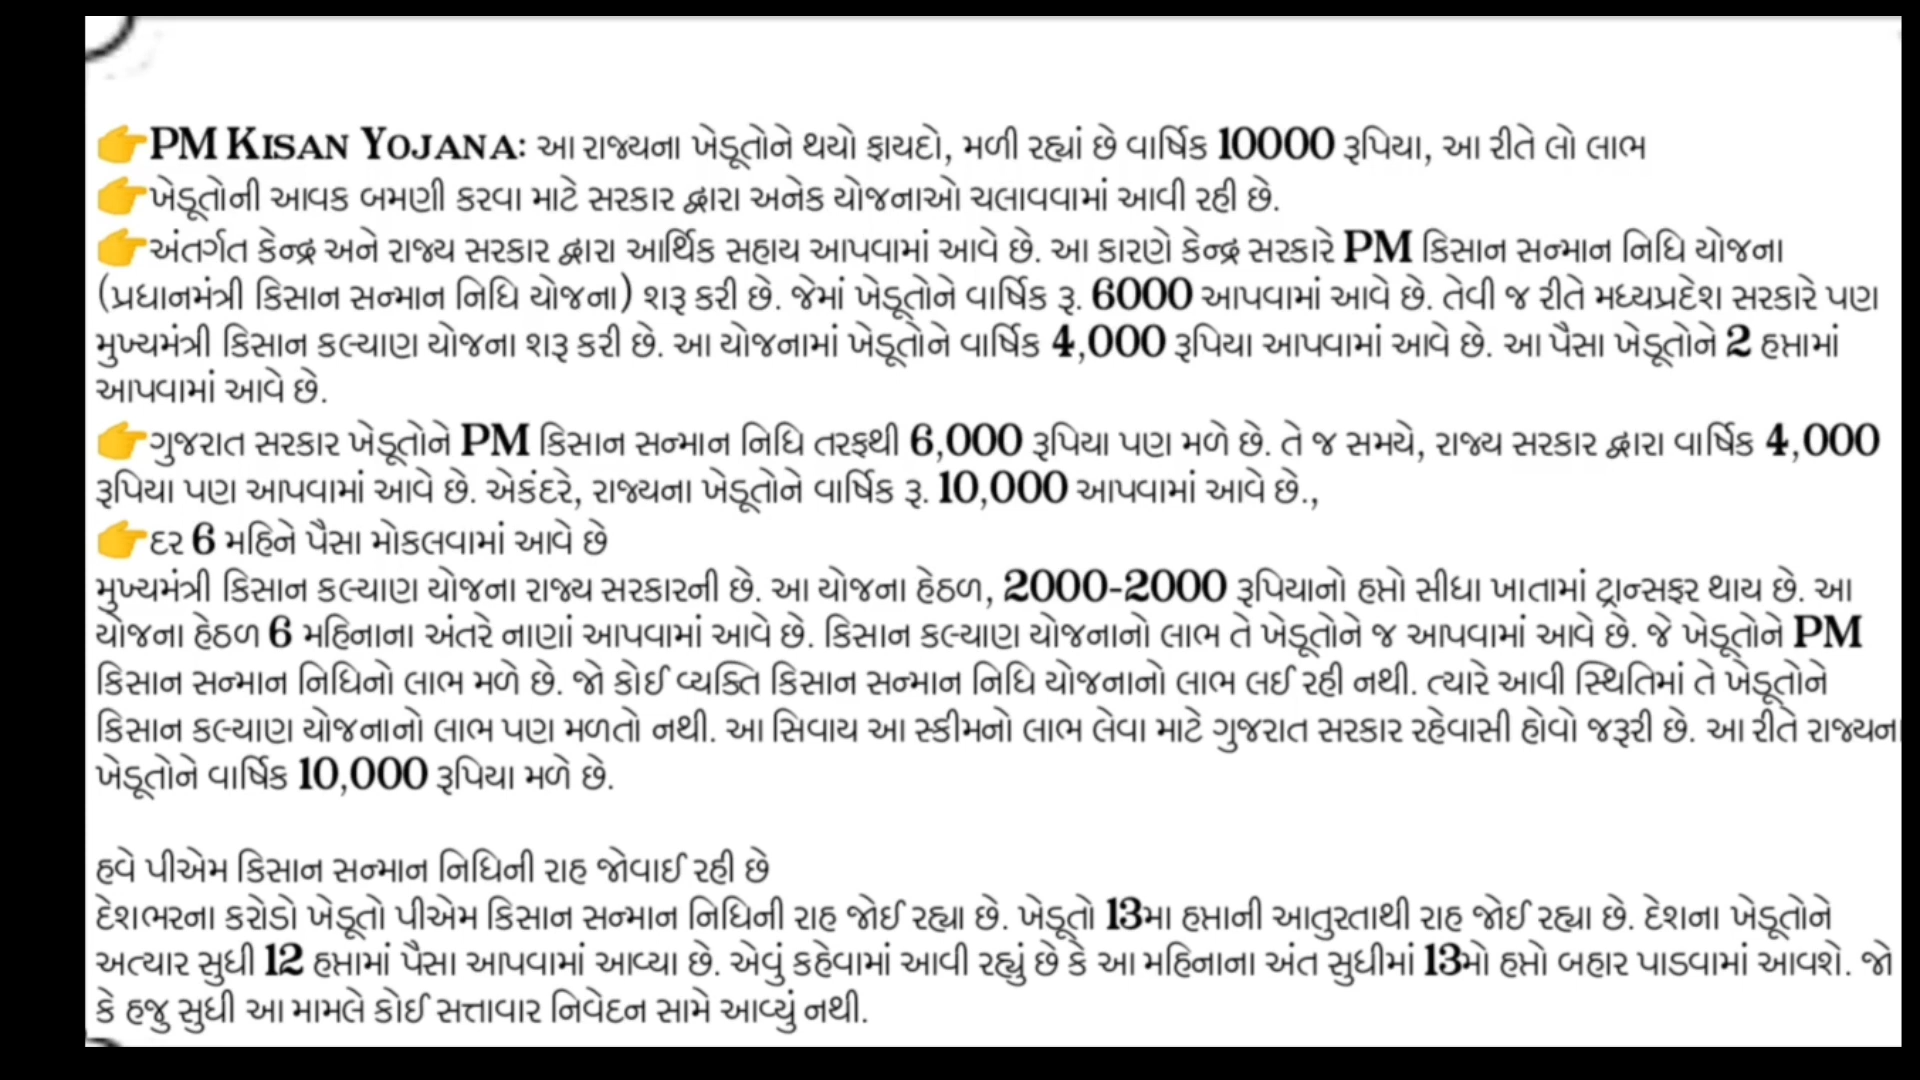 👉PM Kisan Yojana: આ રાજ્યના ખેડૂતોને થયો ફાયદો, મળી રહ્યાં છે વાર્ષિક 10000 રૂપિયા, આ રીતે લો લાભ
👉ખેડૂતોની આવક બમણી કરવા માટે સરકાર દ્વારા અનેક યોજનાઓ ચલાવવામાં આવી રહી છે.
👉અંતર્ગત કેન્દ્ર અને રાજ્ય સરકાર દ્વારા આર્થિક સહાય આપવામાં આવે છે. આ કારણે કેન્દ્ર સરકારે PM કિસાન સન્માન નિધિ યોજના
(પ્રધાનમંત્રી કિસાન સન્માન નિધિ યોજના) શરૂ કરી છે. જેમાં ખેડૂતોને વાર્ષિક રૂ. 6000 આપવામાં આવે છે. તેવી જ રીતે મધ્યપ્રદેશ સરકારે પણ
મુખ્યમંત્રી કિસાન કલ્યાણ યોજના શરૂ કરી છે. આ યોજનામાં ખેડૂતોને વાર્ષિક 4,000 રૂપિયા આપવામાં આવે છે. આ પૈસા ખેડૂતોને 2 હપ્તામાં
આપવામાં આવે છે.
👉ગુજરાત સરકાર ખેડૂતોને PM કિસાન સન્માન નિધિ તરફથી 6,000 રૂપિયા પણ મળે છે. તે જ સમયે, રાજ્ય સરકાર દ્વારા વાર્ષિક 4,000
રૂપિયા પણ આપવામાં આવે છે. એકંદરે, રાજ્યના ખેડૂતોને વાર્ષિક રૂ. 10,000 આપવામાં આવે છે.,
👉દર 6 મહિને પૈસા મોકલવામાં આવે છે
મુખ્યમંત્રી કિસાન કલ્યાણ યોજના રાજ્ય સરકારની છે. આ યોજના હેઠળ, 2000-2000 રૂપિયાનો હપ્તો સીધા ખાતામાં ટ્રાન્સફર થાય છે. આ
યોજના હેઠળ 6 મહિનાના અંતરે નાણાં આપવામાં આવે છે. કિસાન કલ્યાણ યોજનાનો લાભ તે ખેડૂતોને જ આપવામાં આવે છે. જે ખેડૂતોને PM
કિસાન સન્માન નિધિનો લાભ મળે છે. જો કોઈ વ્યક્તિ કિસાન સન્માન નિધિ યોજનાનો લાભ લઈ રહી નથી. ત્યારે આવી સ્થિતિમાં તે ખેડૂતોને
કિસાન કલ્યાણ યોજનાનો લાભ પણ મળતો નથી. આ સિવાય આ સ્કીમનો લાભ લેવા માટે ગુજરાત સરકાર રહેવાસી હોવો જરૂરી છે. આ રીતે રાજ્યના
ખેડૂતોને વાર્ષિક 10,000 રૂપિયા મળે છે.
હવે પીએમ કિસાન સન્માન નિધિની રાહ જોવાઈ રહી છે
દેશભરના કરોડો ખેડૂતો પીએમ કિસાન સન્માન નિધિની રાહ જોઈ રહ્યા છે. ખેડૂતો 13મા હપ્તાની આતુરતાથી રાહ જોઈ રહ્યા છે. દેશના ખેડૂતોને
અત્યાર સુધી 12 હપ્તામાં પૈસા આપવામાં આવ્યા છે. એવું કહેવામાં આવી રહ્યું છે કે આ મહિનાના અંત સુધીમાં 13મો હપ્તો બહાર પાડવામાં આવશે. જો
કે હજુ સુધી આ મામલે કોઈ સત્તાવાર નિવેદન સામે આવ્યું નથી.